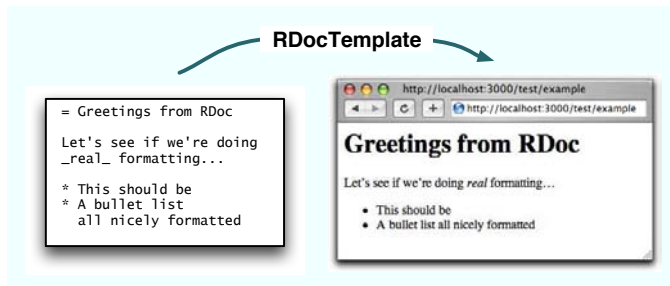 RDocTemplate
= Greetings from RDoc
Let's see if we're doing
_real_ formatting...
* This should be
* A bullet list
all nicely formatted
http://localhost:3000/test/example
http://localhost:3000/test/example
Greetings from RDoc
Let's see if we're doing real formatting…
• This should be
• A bullet list all nicely formatted